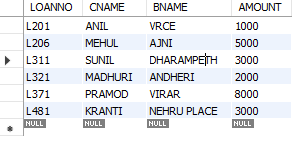 LOANNO CNAME BNAME AMOUNT
L201 ANIL VRCE 1000
L206 MEHUL AJNI 5000
L311 SUNIL DHARAMPETH 3000
L321 MADHURI ANDHERI 2000
L371 PRAMOD VIRAR 8000
L481 KRANTI NEHRU PLACE 3000
NULL NULL NULL NULL